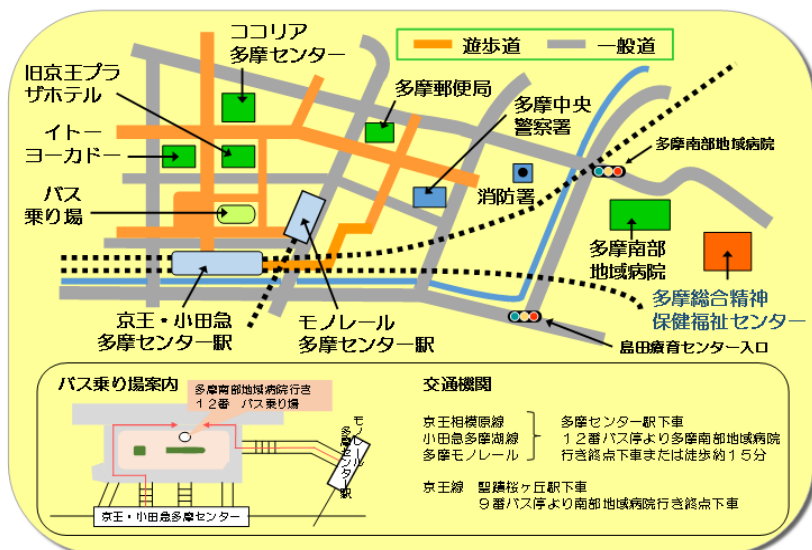 ココリア
多摩センター
遊歩道
一般道
旧京王プラ
ザホテル
多摩郵便局
多摩中央
警察署
イトー
ヨーカドー
多摩南部地域病院
消防署
バス
乗り場
多摩南部
地域病院
多摩総合精神
保健福祉センター
京王・小田急
多摩センター駅
モノレール
多摩センター駅
島田療育センター入口
バス乗り場案内
多摩南部地域病院行き
12番 バス乗り場
モノレール
多摩センター駅
京王・小田急多摩センター
交通機関
京王相模原線
小田急多摩湖線
多摩モノレール
多摩センター駅下車
12番バス停より多摩南部地域病院
行き終点下車または徒歩約15分
京王線 聖蹟桜ヶ丘駅下車
9番バス停より南部地域病院行き終点下車